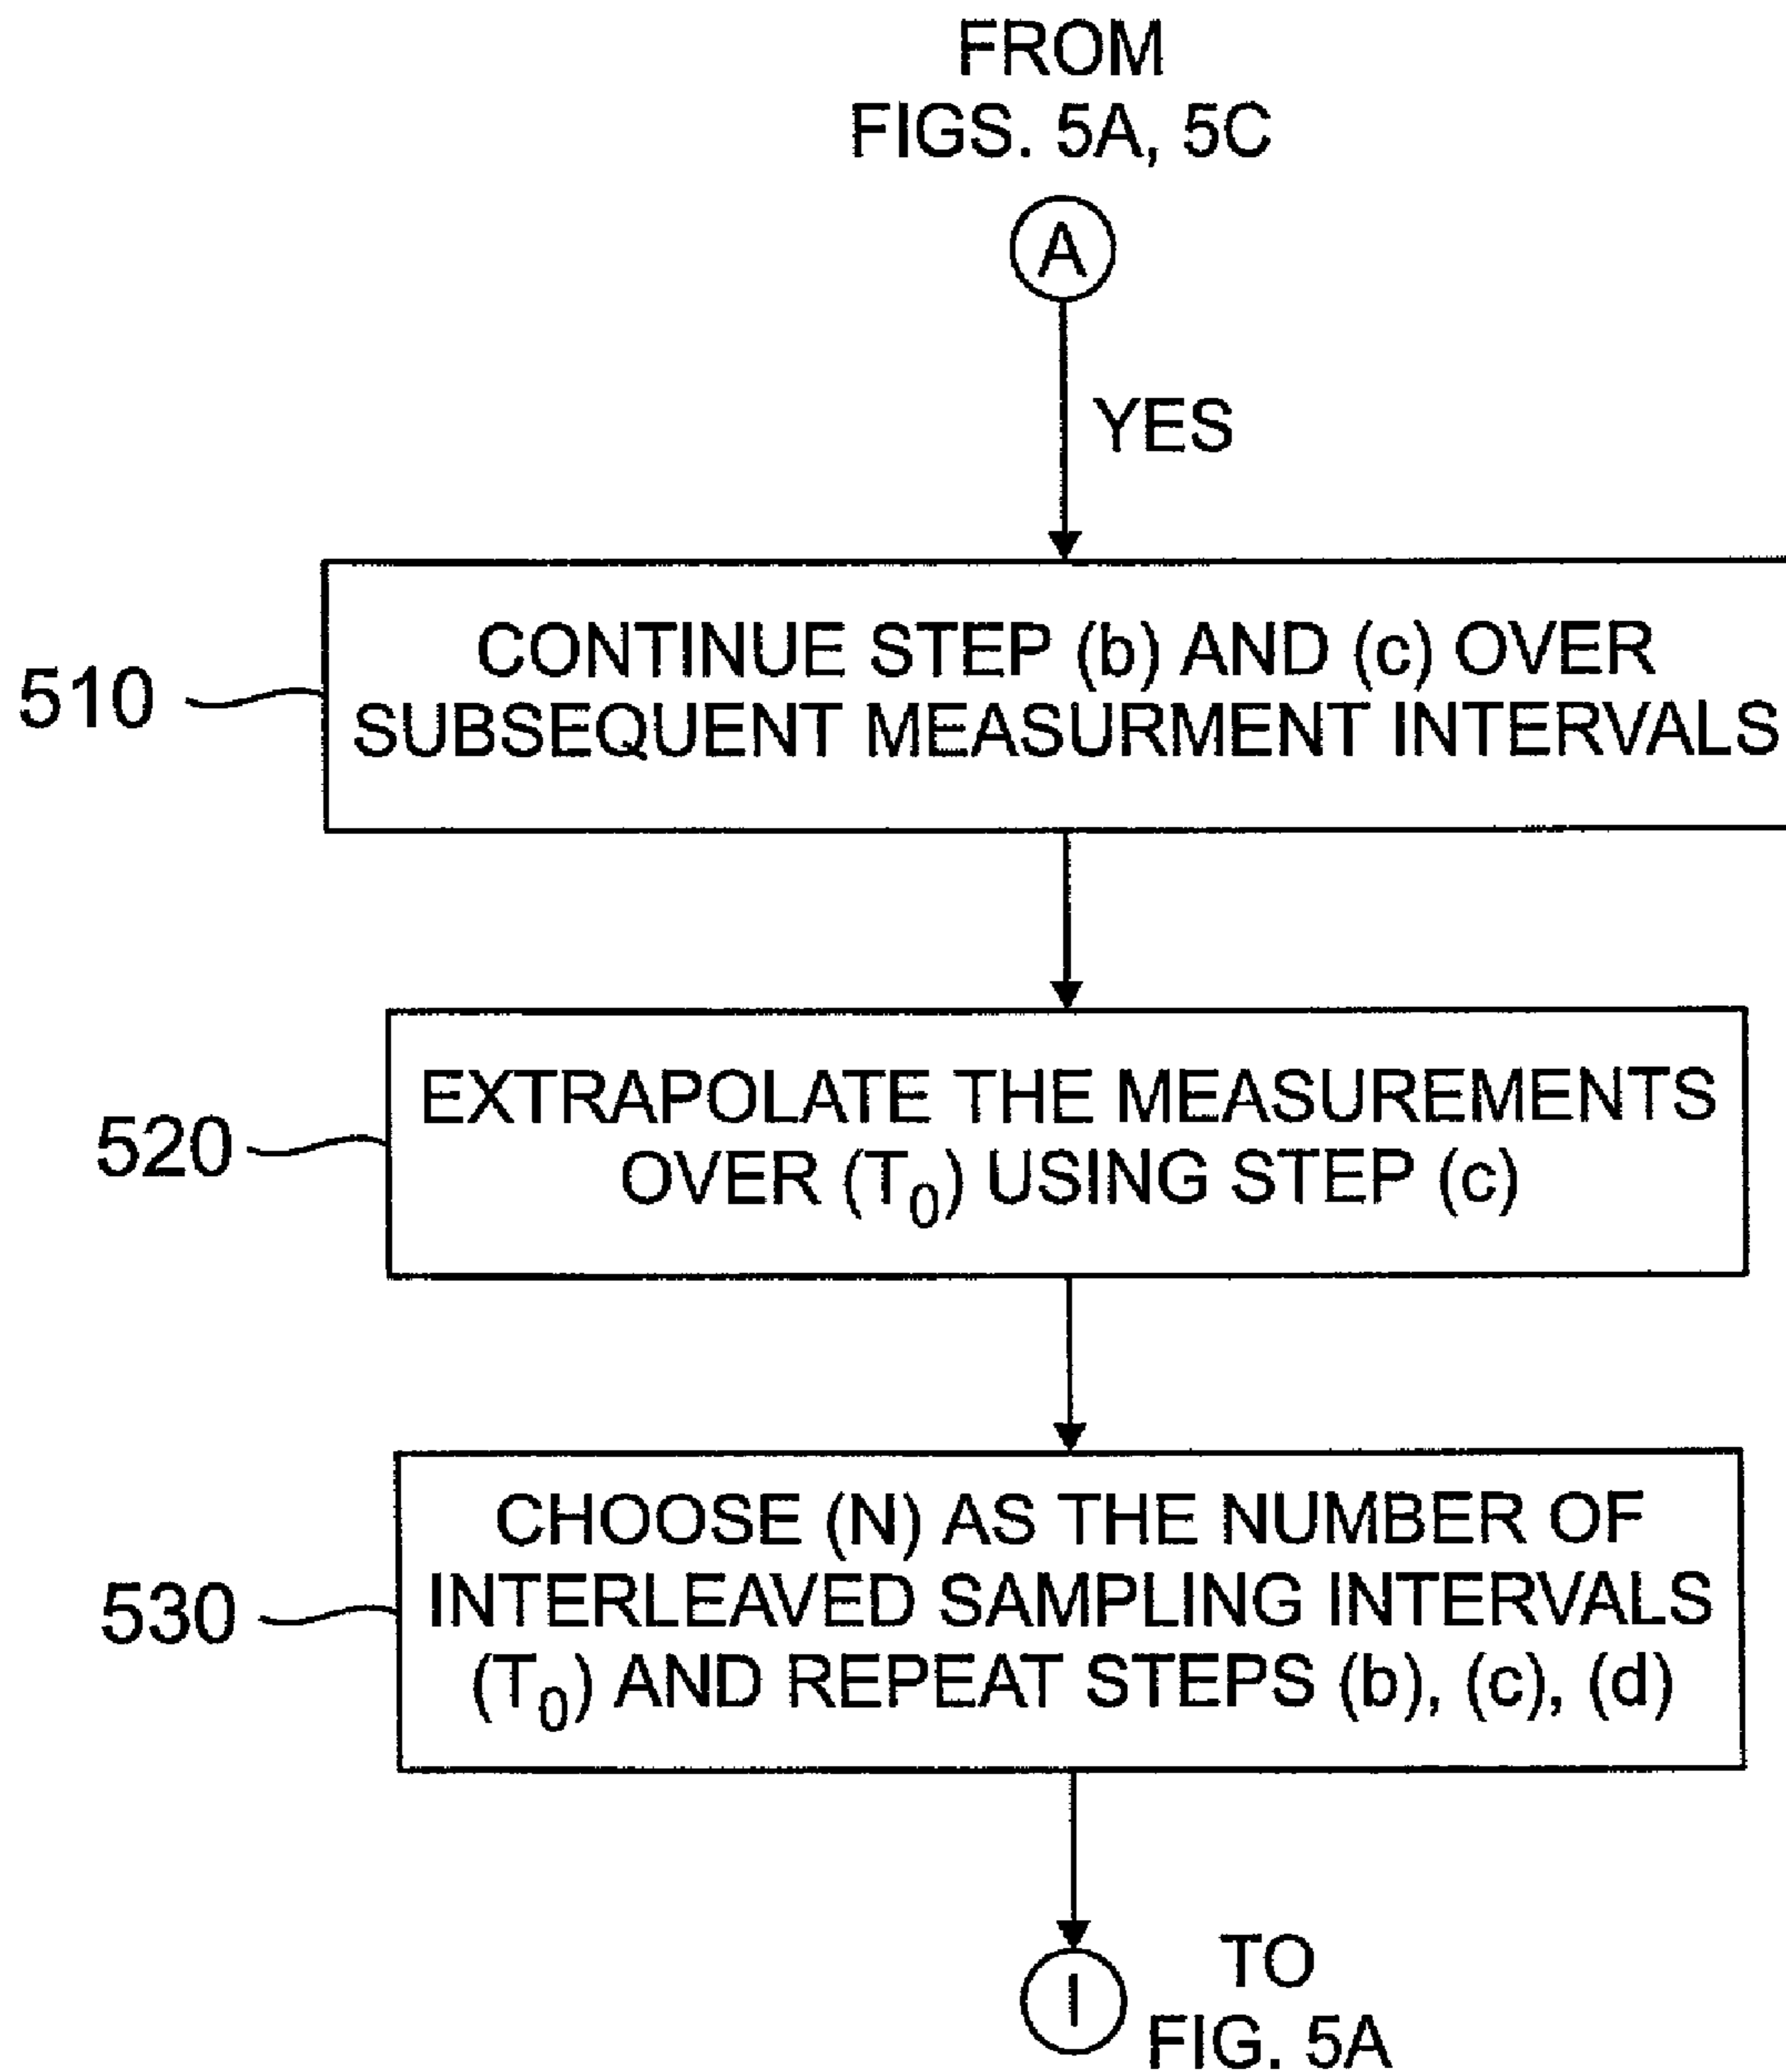 FROM
FIGS. 5A, 5C
A
YES
510
CONTINUE STEP (b) AND (c) OVER
SUBSEQUENT MEASURMENT INTERVALS
520
EXTRAPOLATE THE MEASUREMENTS
OVER (T₀) USING STEP (c)
530
CHOOSE (N) AS THE NUMBER OF
INTERLEAVED SAMPLING INTERVALS
(T₀) AND REPEAT STEPS (b), (c), (d)
I
TO
FIG. 5A